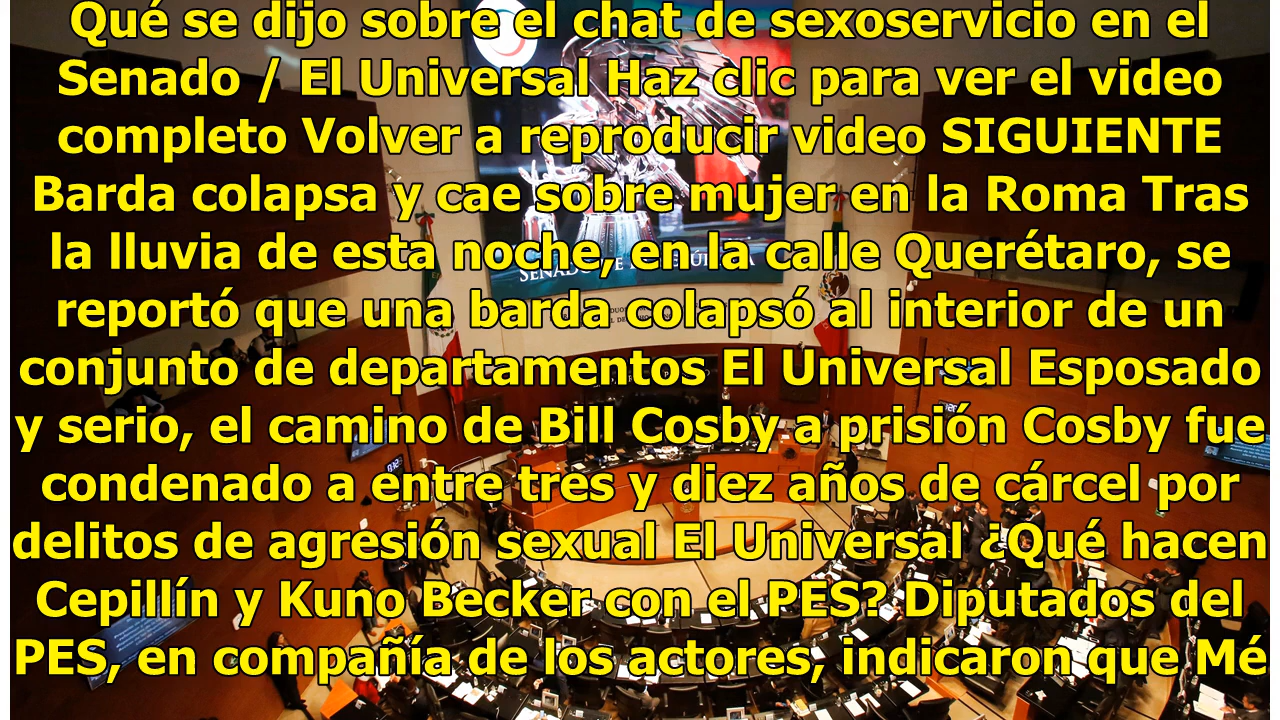 Qué se dijo sobre el chat de sexoservicio en el
Senado / El Universal Haz clic para ver el video
completo Volver a reproducir video SIGUIENTE
Barda colapsa y cae sobre mujer en la Roma Tras
la lluvia de esta noche, en la calle Querétaro, se
reportó que una barda colapsó al interior de un
conjunto de departamentos El Universal Esposado
y serio, el camino de Bill Cosby a prisión Cosby fue
condenado a entre tres y diez años de cárcel por
delitos de agresión sexual El Universal ¿Qué hacen
Cepillín y Kuno Becker con el PES? Diputados del
PES, en compañía de los actores, indicaron que Mé
SENADO DE